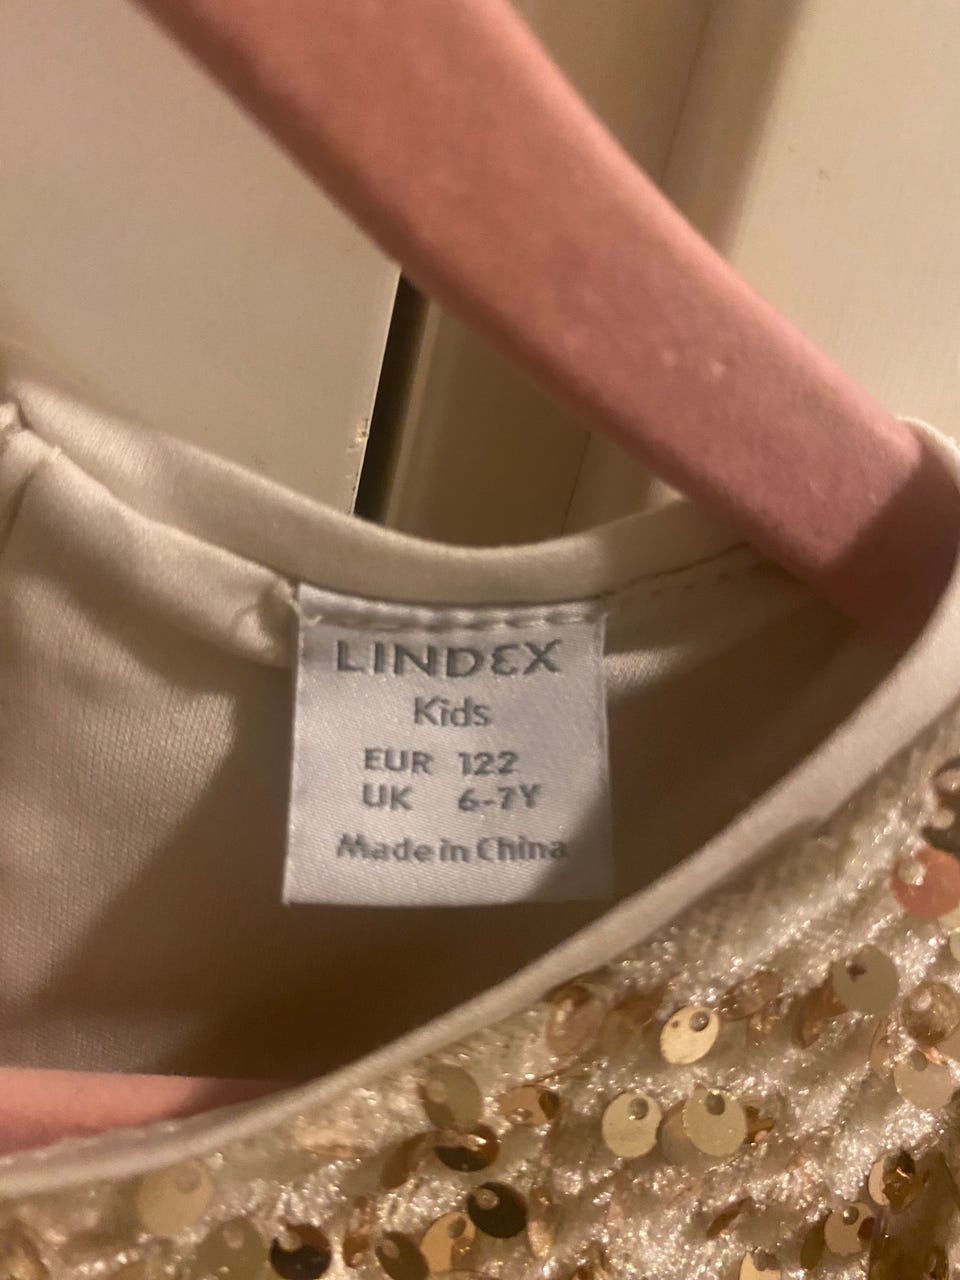 LINDEX
Kids
EUR 122
UK 6-7Y
Made in China